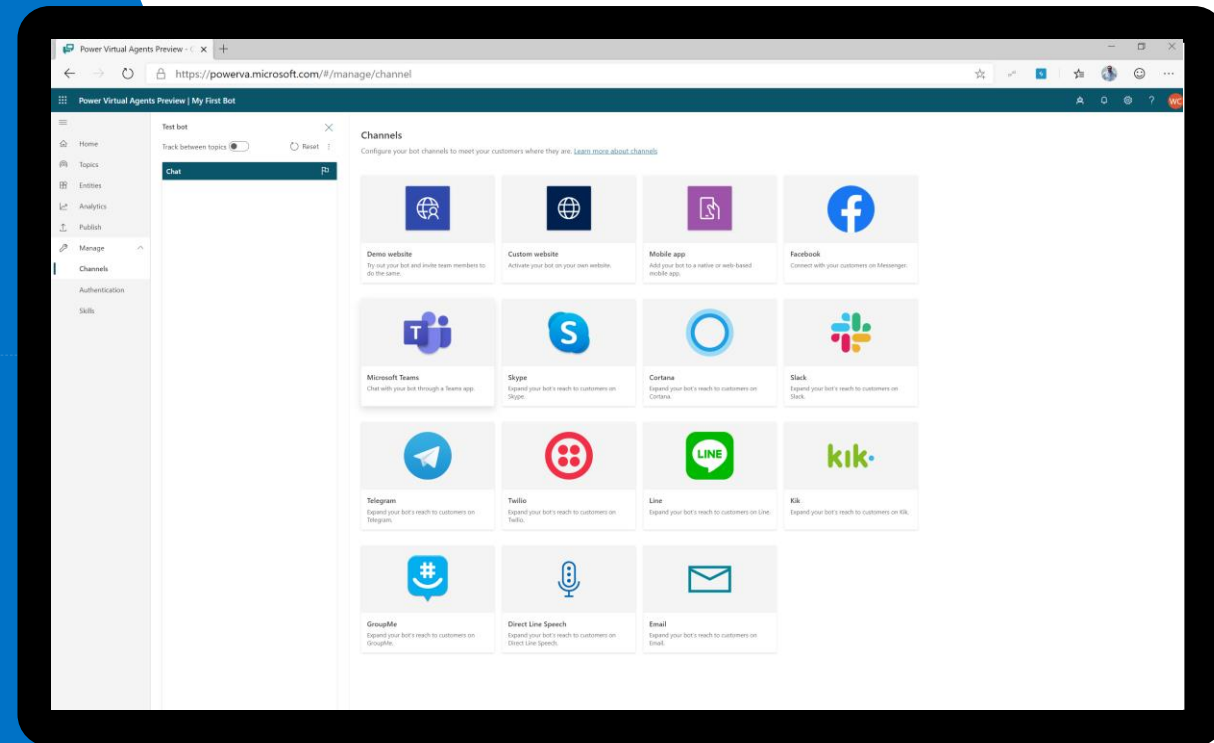 Power Virtual Agents Preview - C
https://powerva.microsoft.com/#/manage/channel
Power Virtual Agents Preview | My First Bot
?
WC
Home
Topics
Entities
Analytics
Publish
Manage
Channels
Authentication
Skills
Test bot
Track between topics
Reset
Chat
Channels
Configure your bot channels to meet your customers where they are. Learn more about channels
Demo website
Try out your bot and invite team members to
do the same.
Custom website
Activate your bot on your own website.
Mobile app
Add your bot to a native or web-based
mobile app.
Facebook
Connect with your customers on Messenger.
T
Microsoft Teams
Chat with your bot through a Teams app.
S
Skype
Expand your bot's reach to customers on
Skype.
Cortana
Expand your bot's reach to customers on
Cortana.
Slack
Expand your bot's reach to customers on
Slack.
Telegram
Expand your bot's reach to customers on
Telegram.
Twilio
Expand your bot's reach to customers on
Twilio.
LINE
Line
Expand your bot's reach to customers on Line.
kik
Kik
Expand your bot's reach to customers on Kik.
#
GroupMe
Expand your bot's reach to customers on
GroupMe.
Direct Line Speech
Expand your bot's reach to customers on
Direct Line Speech.
Email
Expand your bot's reach to customers on
Email.